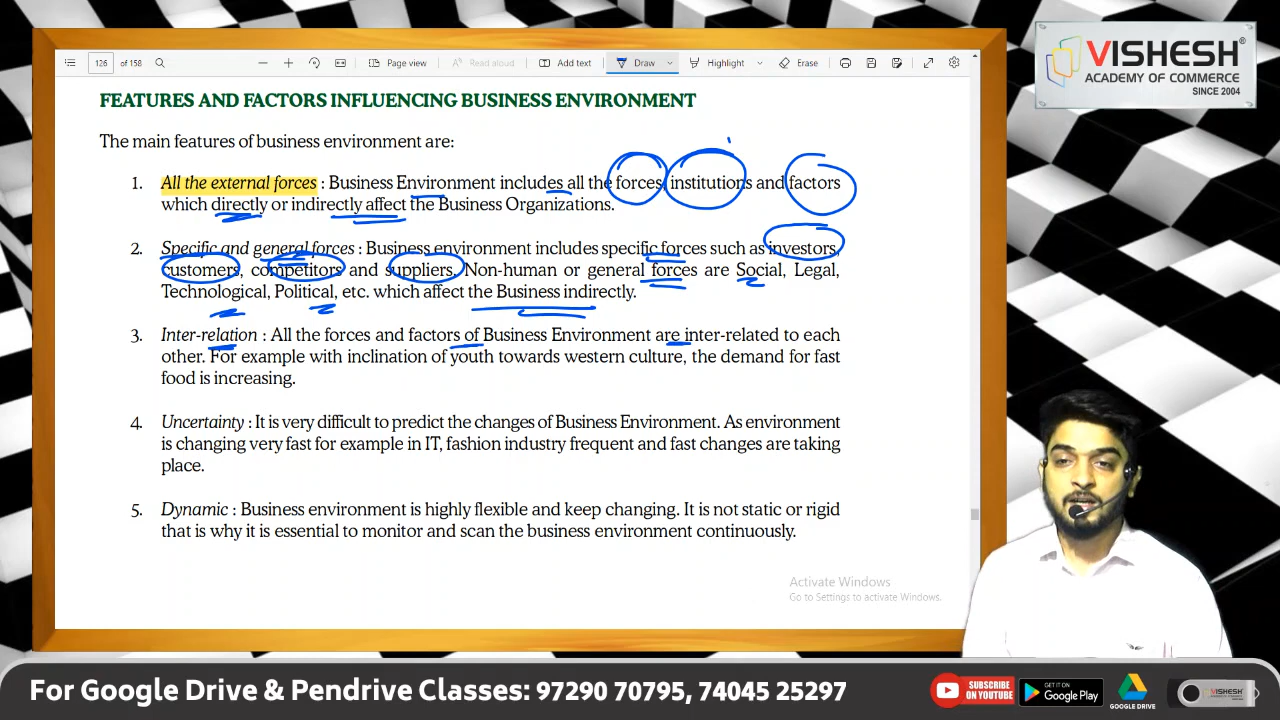 126 of 158
Page view
Read aloud
Add text
Draw
Highlight
Erase
VISHESH®
ACADEMY OF COMMERCE
SINCE 2004
FEATURES AND FACTORS INFLUENCING BUSINESS ENVIRONMENT
The main features of business environment are:
1. All the external forces : Business Environment includes all the forces, institutions and factors
which directly or indirectly affect the Business Organizations.
2. Specific and general forces : Business environment includes specific forces such as investors,
customers, competitors and suppliers. Non-human or general forces are Social, Legal,
Technological, Political, etc. which affect the Business indirectly.
3. Inter-relation : All the forces and factors of Business Environment are inter-related to each
other. For example with inclination of youth towards western culture, the demand for fast
food is increasing.
4. Uncertainty : It is very difficult to predict the changes of Business Environment. As environment
is changing very fast for example in IT, fashion industry frequent and fast changes are taking
place.
5. Dynamic : Business environment is highly flexible and keep changing. It is not static or rigid
that is why it is essential to monitor and scan the business environment continuously.
Activate Windows
Go to Settings to activate Windows.
For Google Drive & Pendrive Classes: 97290 70795, 74045 25297
SUBSCRIBE
ON YOUTUBE
GET IT ON
Google Play
GOOGLE DRIVE
VISHESH